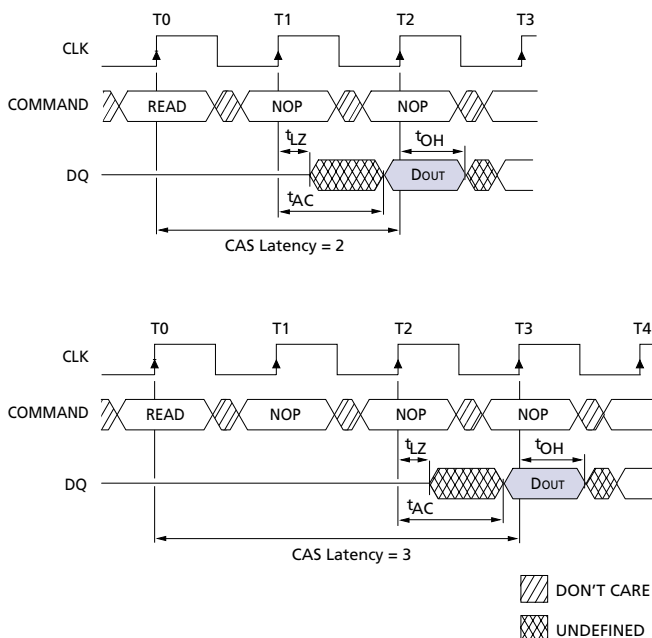 T0 T1 T2 T3
CLK
COMMAND READ NOP NOP
tLZ tOH
DQ DOUT
tAC
CAS Latency = 2
T0 T1 T2 T3 T4
CLK
COMMAND READ NOP NOP NOP
tLZ tOH
DQ DOUT
tAC
CAS Latency = 3
DON'T CARE
UNDEFINED